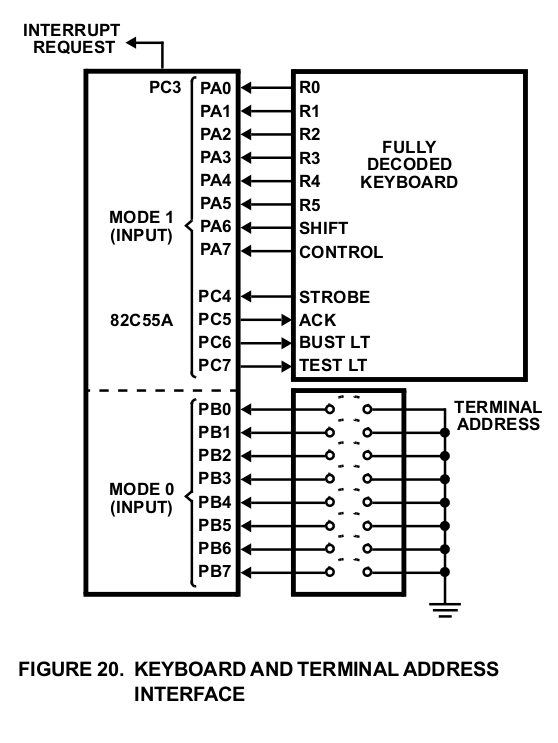 INTERRUPT
REQUEST
PC3 PA0 R0
PA1 R1
PA2 R2
PA3 R3
PA4 R4
PA5 R5
PA6 SHIFT
PA7 CONTROL
FULLY
DECODED
KEYBOARD
MODE 1
(INPUT)
82C55A
PC4 STROBE
PC5 ACK
PC6 BUST LT
PC7 TEST LT
PB0
PB1
PB2
PB3
PB4
PB5
PB6
PB7
MODE 0
(INPUT)
TERMINAL
ADDRESS
FIGURE 20. KEYBOARD AND TERMINAL ADDRESS
INTERFACE